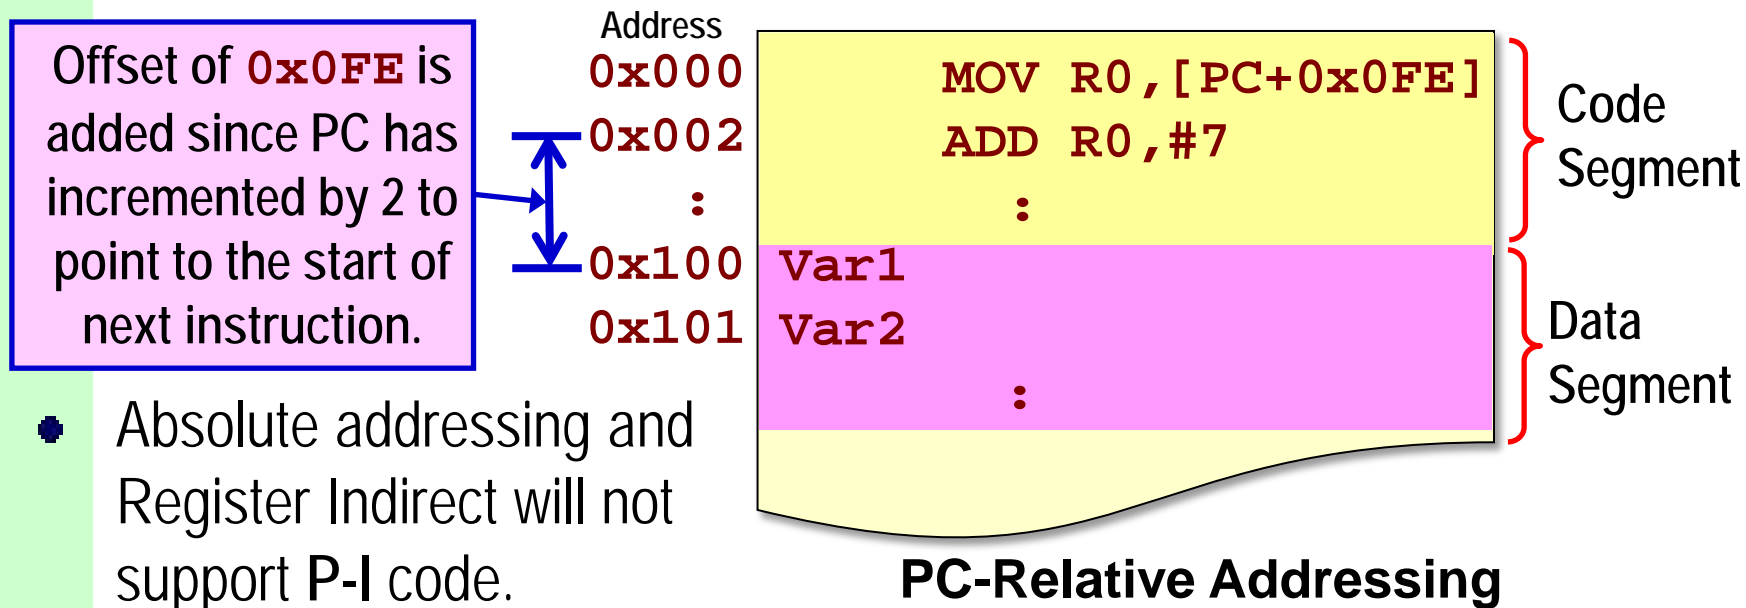 Offset of 0x0FE is
added since PC has
incremented by 2 to
point to the start of
next instruction.
Address
0x000 MOV R0,[PC+0x0FE]
0x002 ADD R0,#7
: :
0x100 Var1
0x101 Var2
:
Code
Segment
Data
Segment
Absolute addressing and
Register Indirect will not
support P-I code.
PC-Relative Addressing